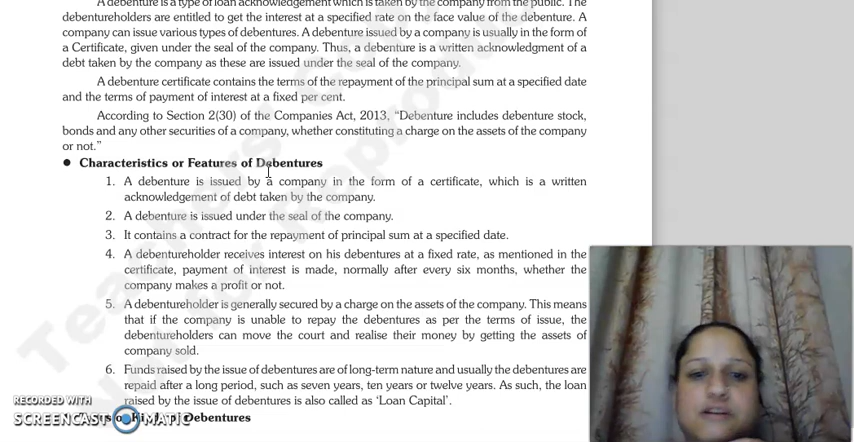 A debenture is a type of loan acknowledgement which is taken by the company from the public. The
debentureholders are entitled to get the interest at a specified rate on the face value of the debenture. A
company can issue various types of debentures. A debenture issued by a company is usually in the form of
a Certificate, given under the seal of the company. Thus, a debenture is a written acknowledgment of a
debt taken by the company as these are issued under the seal of the company.
A debenture certificate contains the terms of the repayment of the principal sum at a specified date
and the terms of payment of interest at a fixed per cent.
According to Section 2(30) of the Companies Act, 2013, “Debenture includes debenture stock,
bonds and any other securities of a company, whether constituting a charge on the assets of the company
or not.”
● Characteristics or Features of Debentures
1. A debenture is issued by a company in the form of a certificate, which is a written
acknowledgement of debt taken by the company.
2. A debenture is issued under the seal of the company.
3. It contains a contract for the repayment of principal sum at a specified date.
4. A debentureholder receives interest on his debentures at a fixed rate, as mentioned in the
certificate, payment of interest is made, normally after every six months, whether the
company makes a profit or not.
5. A debentureholder is generally secured by a charge on the assets of the company. This means
that if the company is unable to repay the debentures as per the terms of issue, the
debentureholders can move the court and realise their money by getting the assets of
company sold.
6. Funds raised by the issue of debentures are of long-term nature and usually the debentures are
repaid after a long period, such as seven years, ten years or twelve years. As such, the loan
raised by the issue of debentures is also called as ‘Loan Capital’.
RECORDED WITH
SCREENCAST MATIC
Debentures